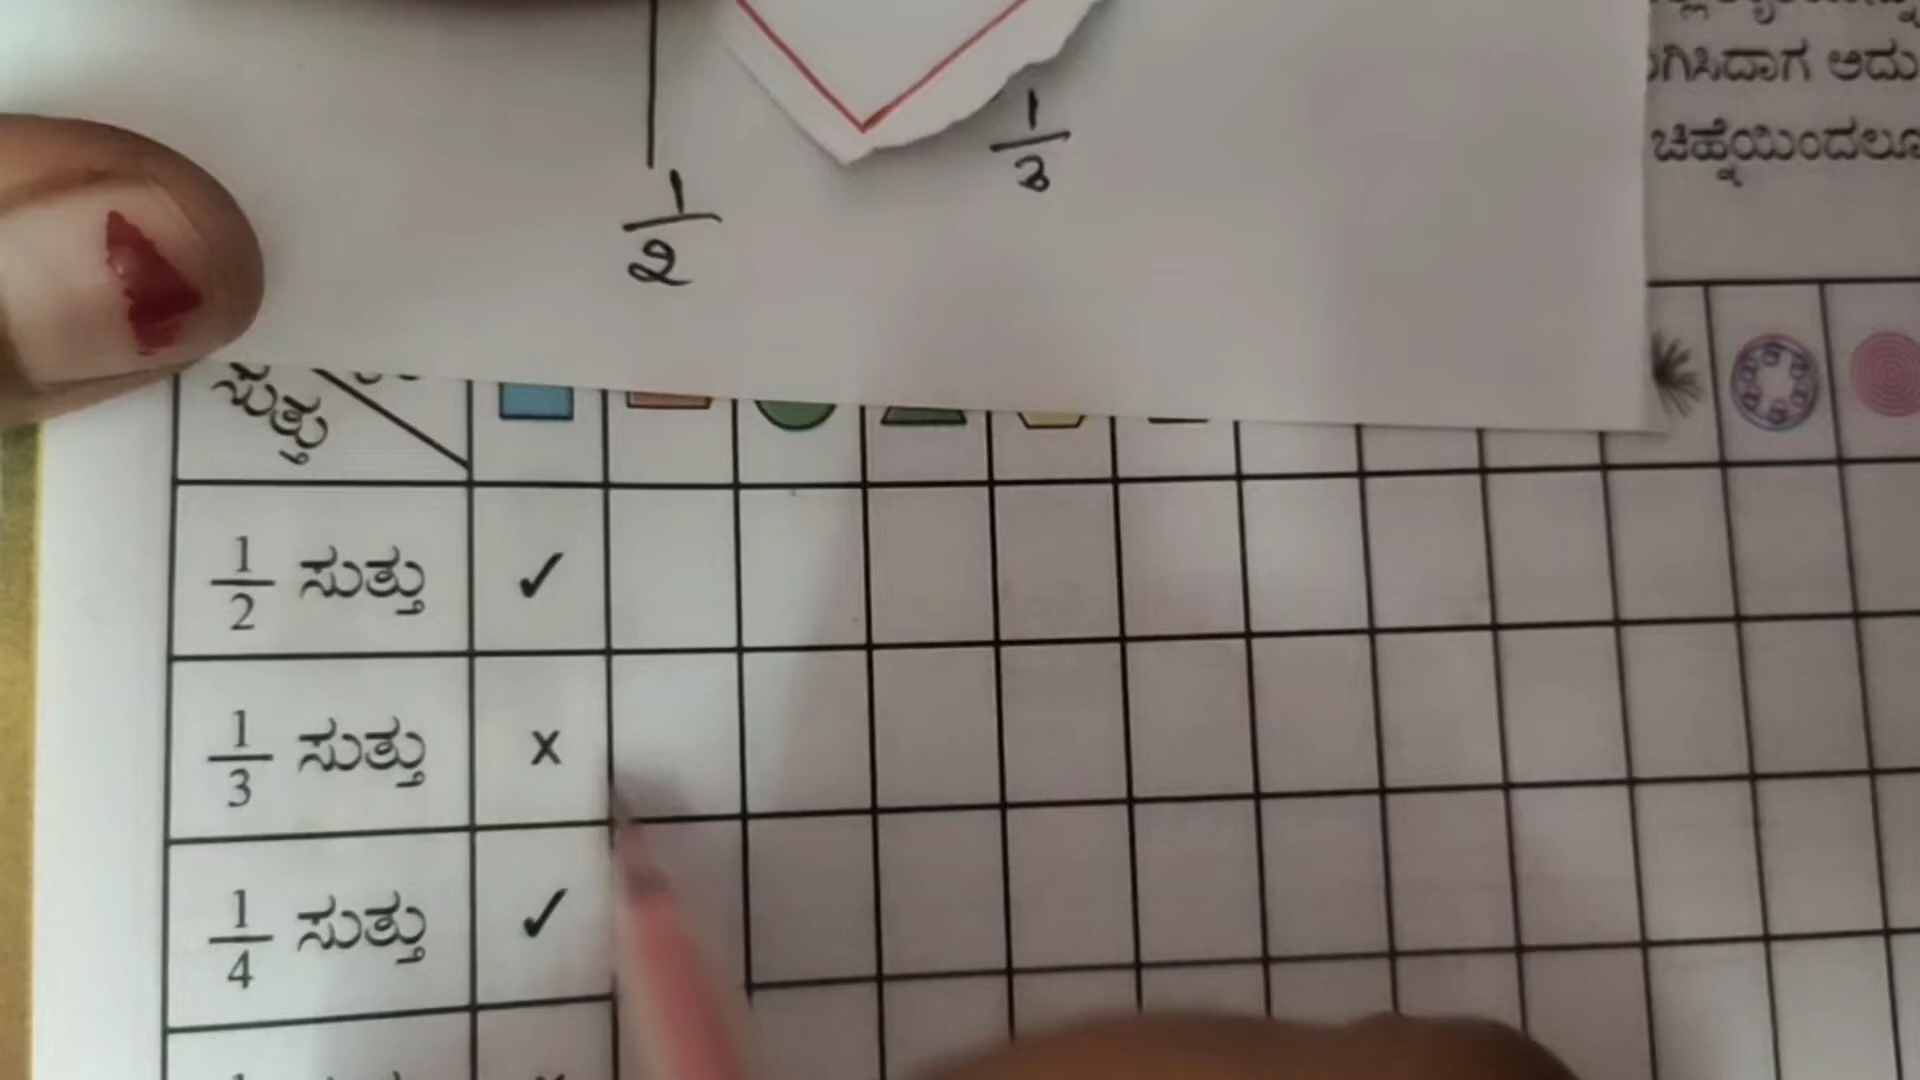 ಗಿಸಿದಾಗ ಅದು
ಚಿಹ್ನೆಯಿಂದಲೂ
1/3
1/2
ಸುತ್ತು
1/2 ಸುತ್ತು ✓
1/3 ಸುತ್ತು x
1/4 ಸುತ್ತು ✓